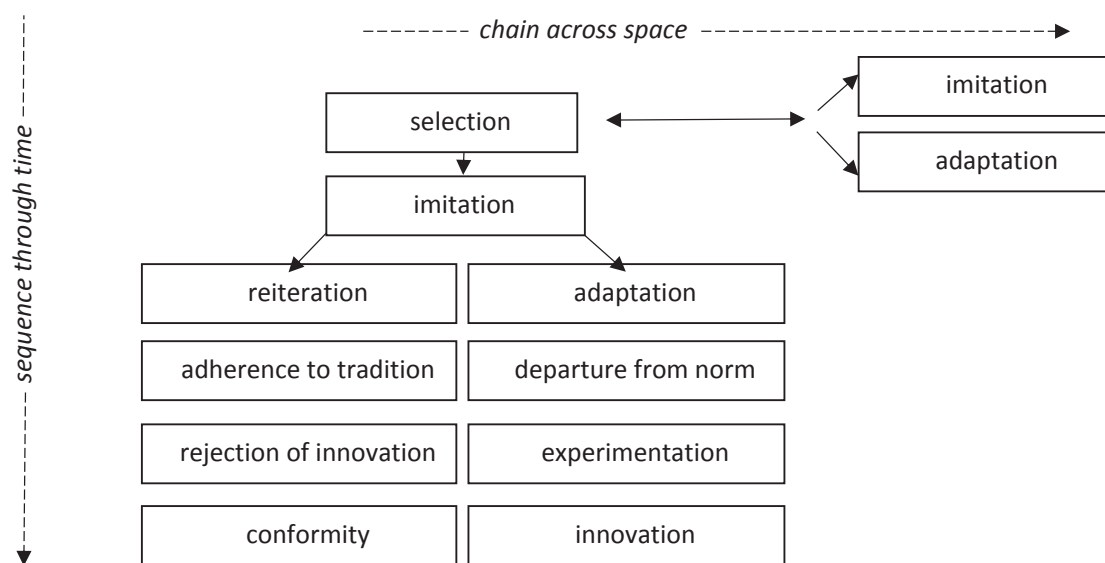 chain across space
imitation
selection
adaptation
imitation
sequence through time
reiteration
adaptation
adherence to tradition
departure from norm
rejection of innovation
experimentation
conformity
innovation